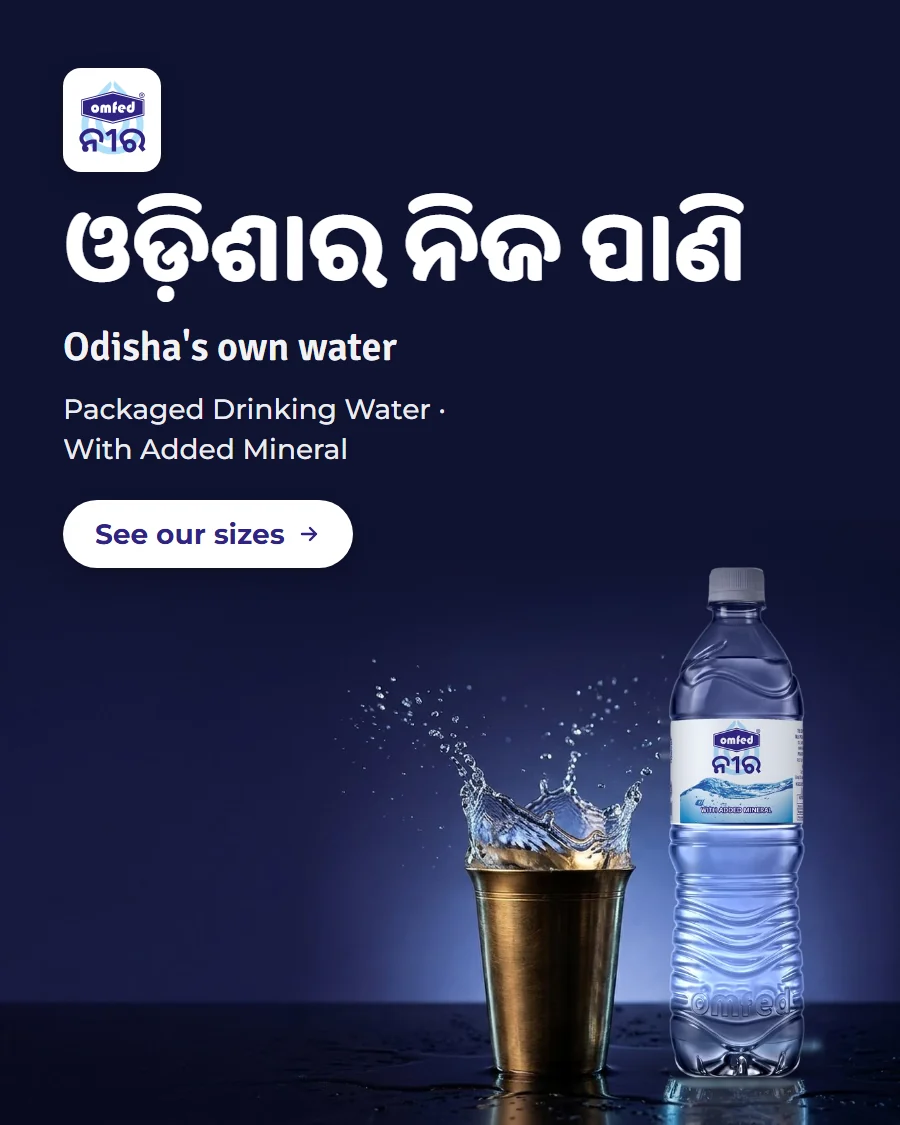 omfed
ନୀର
ଓଡ଼ିଶାର ନିଜ ପାଣି
Odisha's own water
Packaged Drinking Water ·
With Added Mineral
See our sizes →
omfed
ନୀର
WITH ADDED MINERAL
omfed